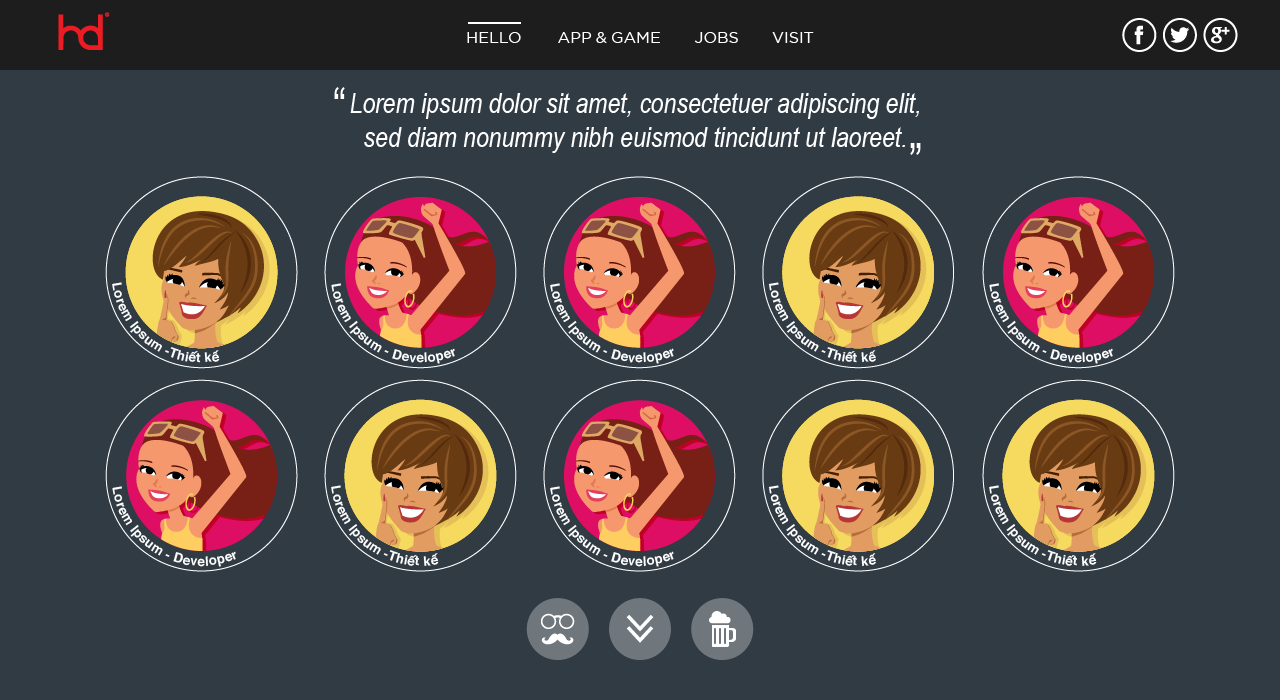 hd
HELLO
APP & GAME
JOBS
VISIT
“Lorem ipsum dolor sit amet, consectetuer adipiscing elit,
sed diam nonummy nibh euismod tincidunt ut laoreet.”
Lorem Ipsum -Thiết kế
Lorem Ipsum - Developer
Lorem Ipsum - Developer
Lorem Ipsum -Thiết kế
Lorem Ipsum - Developer
Lorem Ipsum - Developer
Lorem Ipsum -Thiết kế
Lorem Ipsum - Developer
Lorem Ipsum -Thiết kế
Lorem Ipsum -Thiết kế